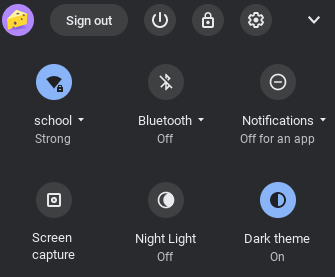 Sign out
school Bluetooth Notifications
Strong Off Off for an app
Screen capture Night Light Dark theme
Off On